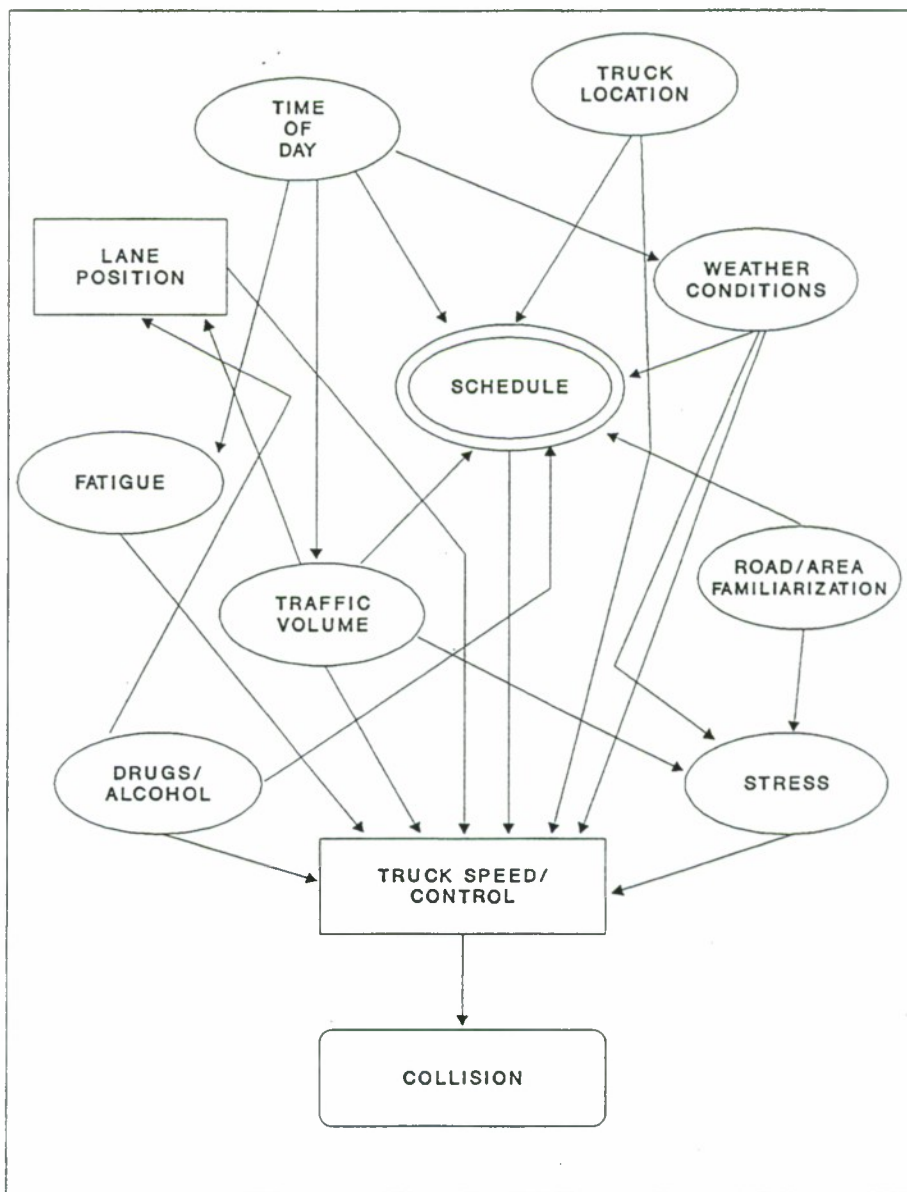 TIME
OF
DAY
TRUCK
LOCATION
LANE
POSITION
WEATHER
CONDITIONS
SCHEDULE
FATIGUE
TRAFFIC
VOLUME
ROAD/AREA
FAMILIARIZATION
DRUGS/
ALCOHOL
STRESS
TRUCK SPEED/
CONTROL
COLLISION